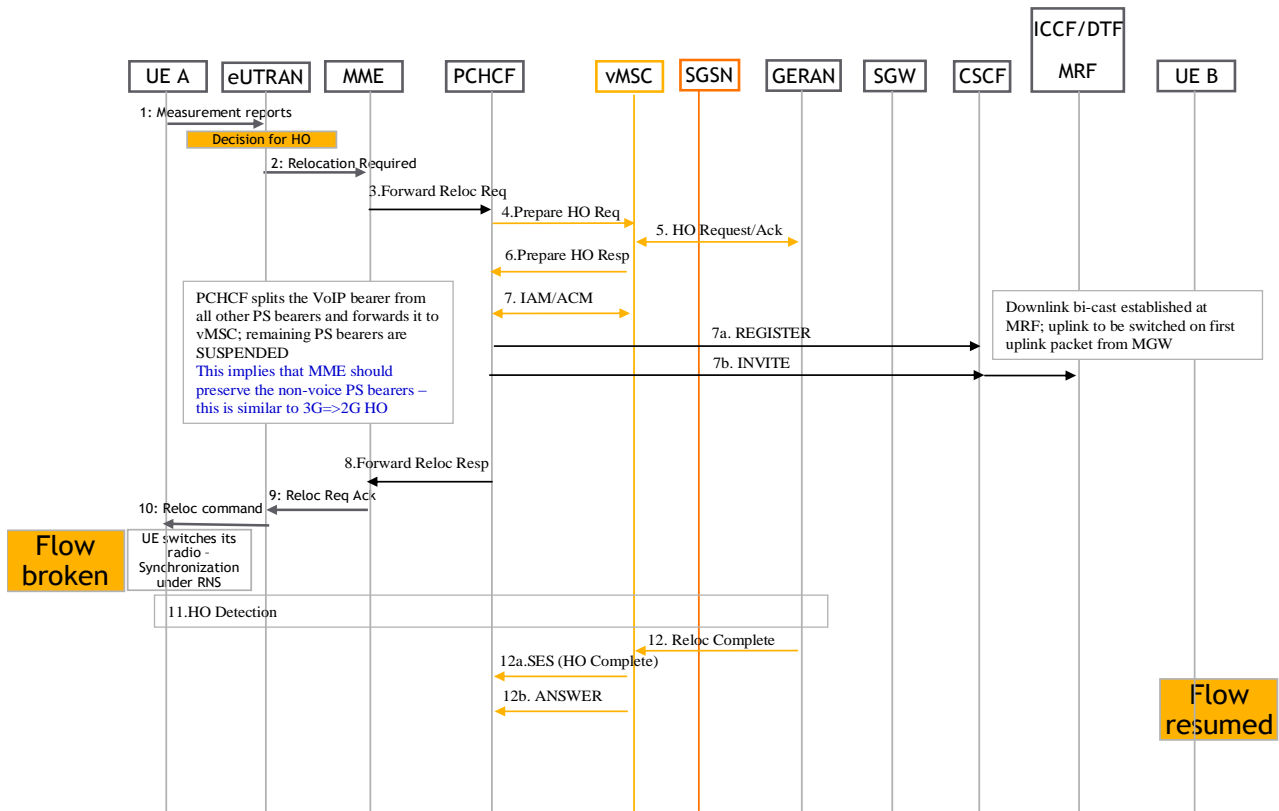 ICCF/DTF
MRF
UE A
eUTRAN
MME
PCHCF
vMSC
SGSN
GERAN
SGW
CSCF
UE B
1: Measurement reports
Decision for HO
2: Relocation Required
3.Forward Reloc Req
4.Prepare HO Req
5. HO Request/Ack
6.Prepare HO Resp
PCHCF splits the VoIP bearer from
all other PS bearers and forwards it to
vMSC; remaining PS bearers are
SUSPENDED
This implies that MME should
preserve the non-voice PS bearers –
this is similar to 3G=>2G HO
7. IAM/ACM
Downlink bi-cast established at
MRF; uplink to be switched on first
uplink packet from MGW
7a. REGISTER
7b. INVITE
8.Forward Reloc Resp
9: Reloc Req Ack
10: Reloc command
Flow
broken
UE switches its
radio –
Synchronization
under RNS
11.HO Detection
12. Reloc Complete
12a.SES (HO Complete)
12b. ANSWER
Flow
resumed